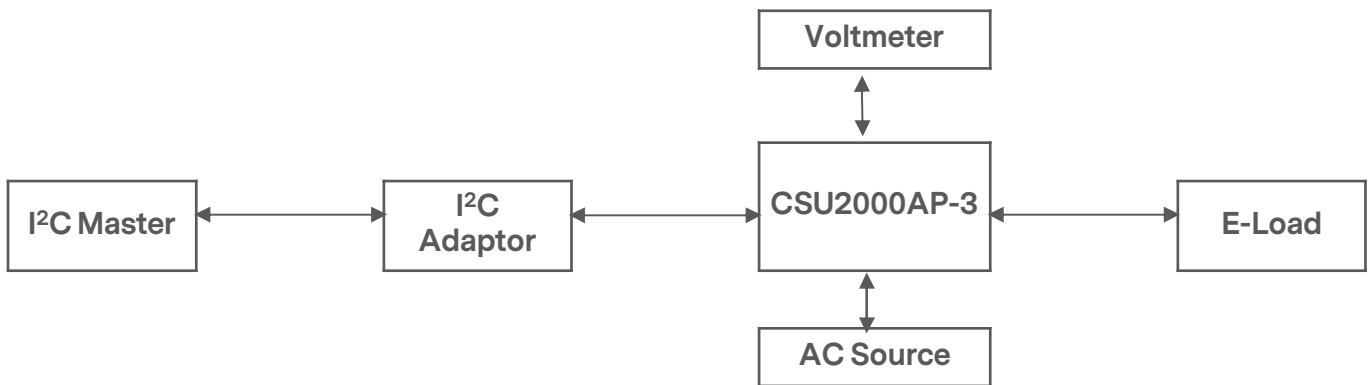 Voltmeter
I²C Master
I²C
Adaptor
CSU2000AP-3
E-Load
AC Source